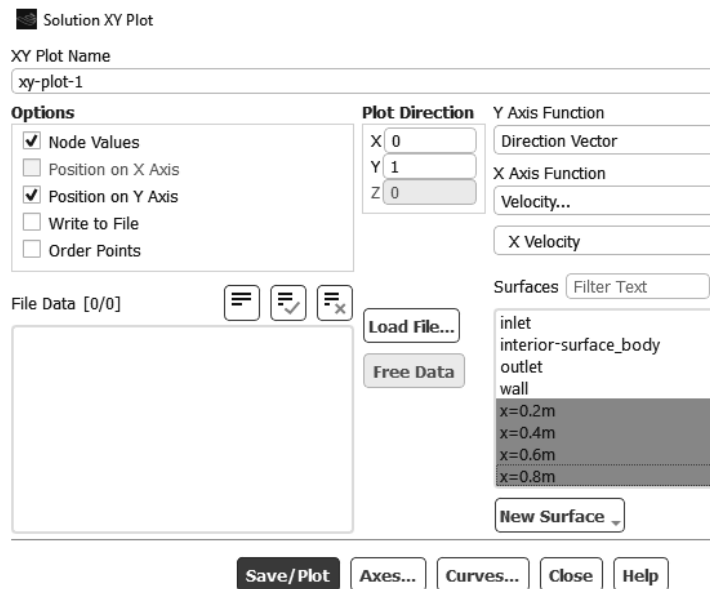 Solution XY Plot
XY Plot Name
xy-plot-1
Options
Node Values
Position on X Axis
Position on Y Axis
Write to File
Order Points
Plot Direction
X 0
Y 1
Z 0
Y Axis Function
Direction Vector
X Axis Function
Velocity...
X Velocity
File Data [0/0]
Load File...
Free Data
Surfaces Filter Text
inlet
interior-surface_body
outlet
wall
x=0.2m
x=0.4m
x=0.6m
x=0.8m
New Surface
Save/Plot Axes... Curves... Close Help